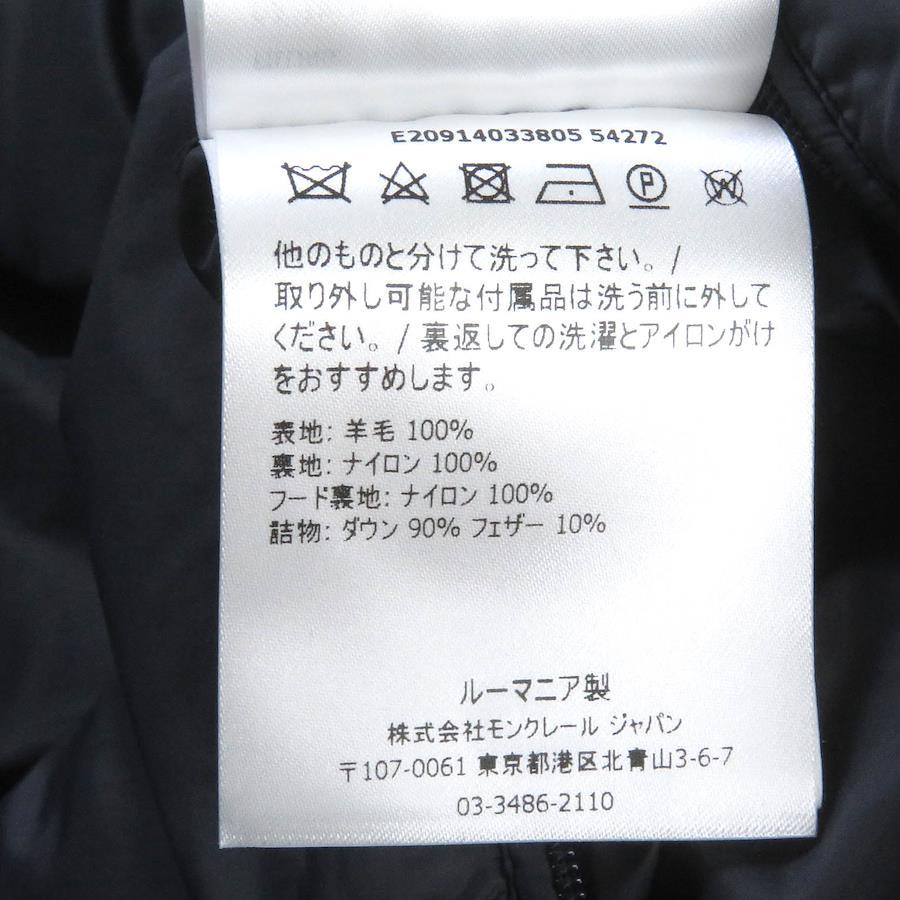 E20914033805 54272
P
W
他のものと分けて洗って下さい。/
取り外し可能な付属品は洗う前に外して
ください。/ 裏返しての洗濯とアイロンがけ
をおすすめします。
表地: 羊毛 100%
裏地: ナイロン 100%
フード裏地: ナイロン 100%
詰物: ダウン 90% フェザー 10%
ルーマニア製
株式会社モンクレール ジャパン
〒107-0061 東京都港区北青山3-6-7
03-3486-2110